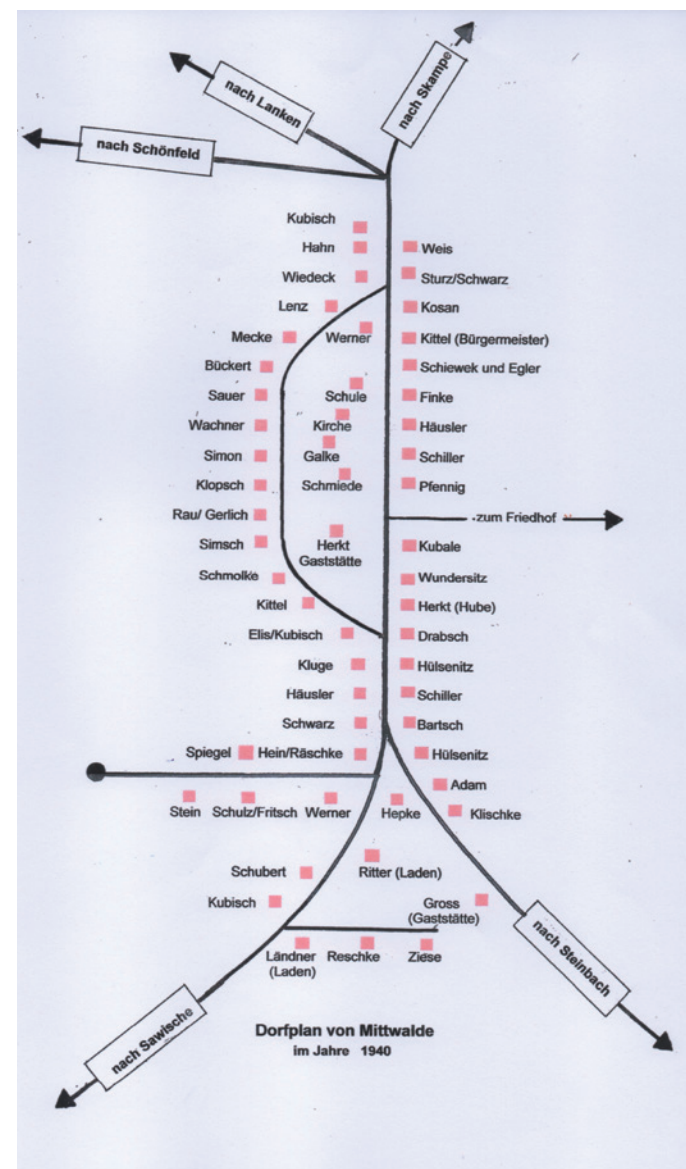 nach Skampe
nach Lanken
nach Schönfeld
Kubisch
Hahn
Weis
Wiedeck
Sturz/Schwarz
Lenz
Kosan
Mecke
Werner
Kittel (Bürgermeister)
Bückert
Schiewek und Egler
Sauer
Schule
Finke
Wachner
Kirche
Häusler
Simon
Galke
Schiller
Klopsch
Schmiede
Pfennig
Rau/ Gerlich
zum Friedhof
Simsch
Herkt
Gaststätte
Kubale
Schmolke
Wundersitz
Kittel
Herkt (Hube)
Elis/Kubisch
Drabsch
Kluge
Hülsenitz
Häusler
Schiller
Schwarz
Bartsch
Spiegel
Hein/Räschke
Hülsenitz
Adam
Stein
Schulz/Fritsch
Werner
Hepke
Klischke
Schubert
Ritter (Laden)
Kubisch
Gross
(Gaststätte)
Ländner
(Laden)
Reschke
Ziese
nach Steinbach
nach Sawische
Dorfplan von Mittwalde
im Jahre 1940